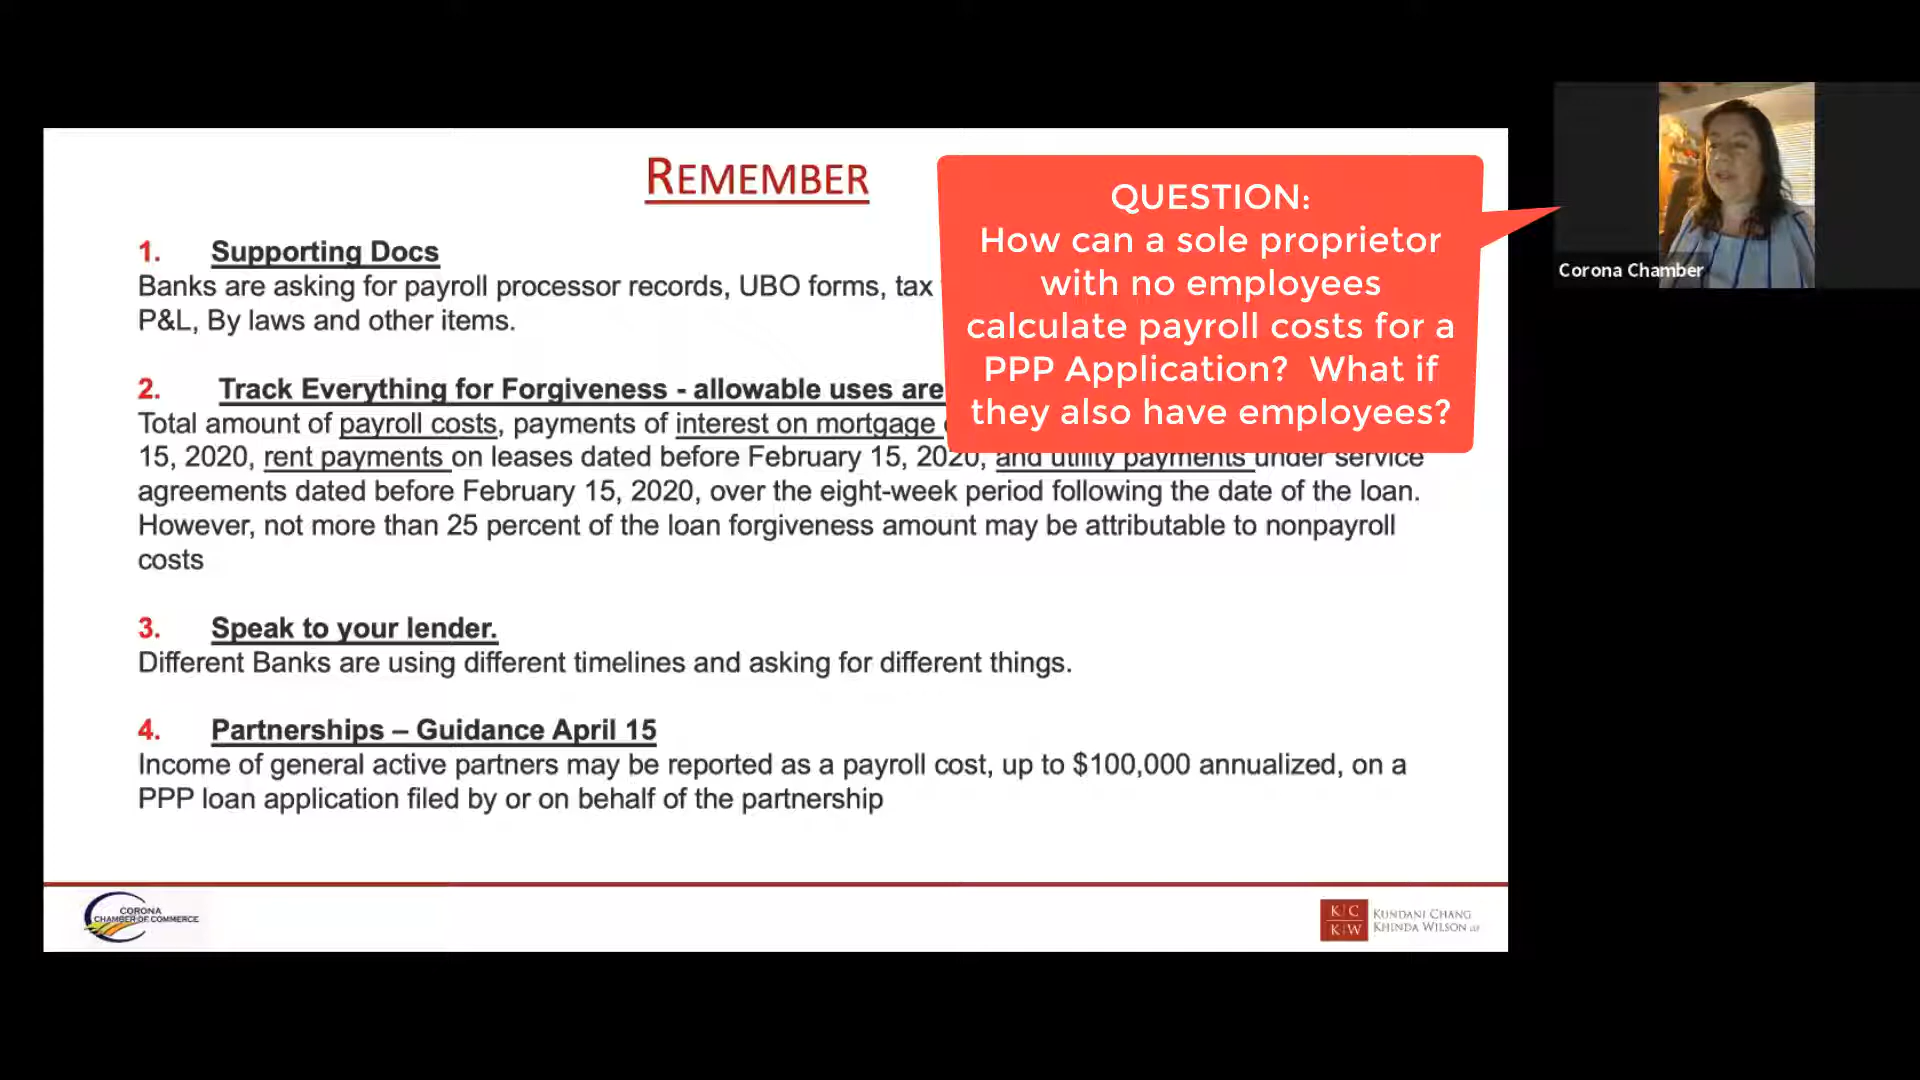 REMEMBER
1. Supporting Docs
Banks are asking for payroll processor records, UBO forms, tax
P&L, By laws and other items.
2. Track Everything for Forgiveness - allowable uses are
Total amount of payroll costs, payments of interest on mortgage
15, 2020, rent payments on leases dated before February 15, 2020, and utility payments under service
agreements dated before February 15, 2020, over the eight-week period following the date of the loan.
However, not more than 25 percent of the loan forgiveness amount may be attributable to nonpayroll
costs
3. Speak to your lender.
Different Banks are using different timelines and asking for different things.
4. Partnerships – Guidance April 15
Income of general active partners may be reported as a payroll cost, up to $100,000 annualized, on a
PPP loan application filed by or on behalf of the partnership
QUESTION:
How can a sole proprietor
with no employees
calculate payroll costs for a
PPP Application? What if
they also have employees?
Corona Chamber
CORONA
CHAMBER OF COMMERCE
K|C
K|W
KUNDANI CHANG
KHINDA WILSON LLP